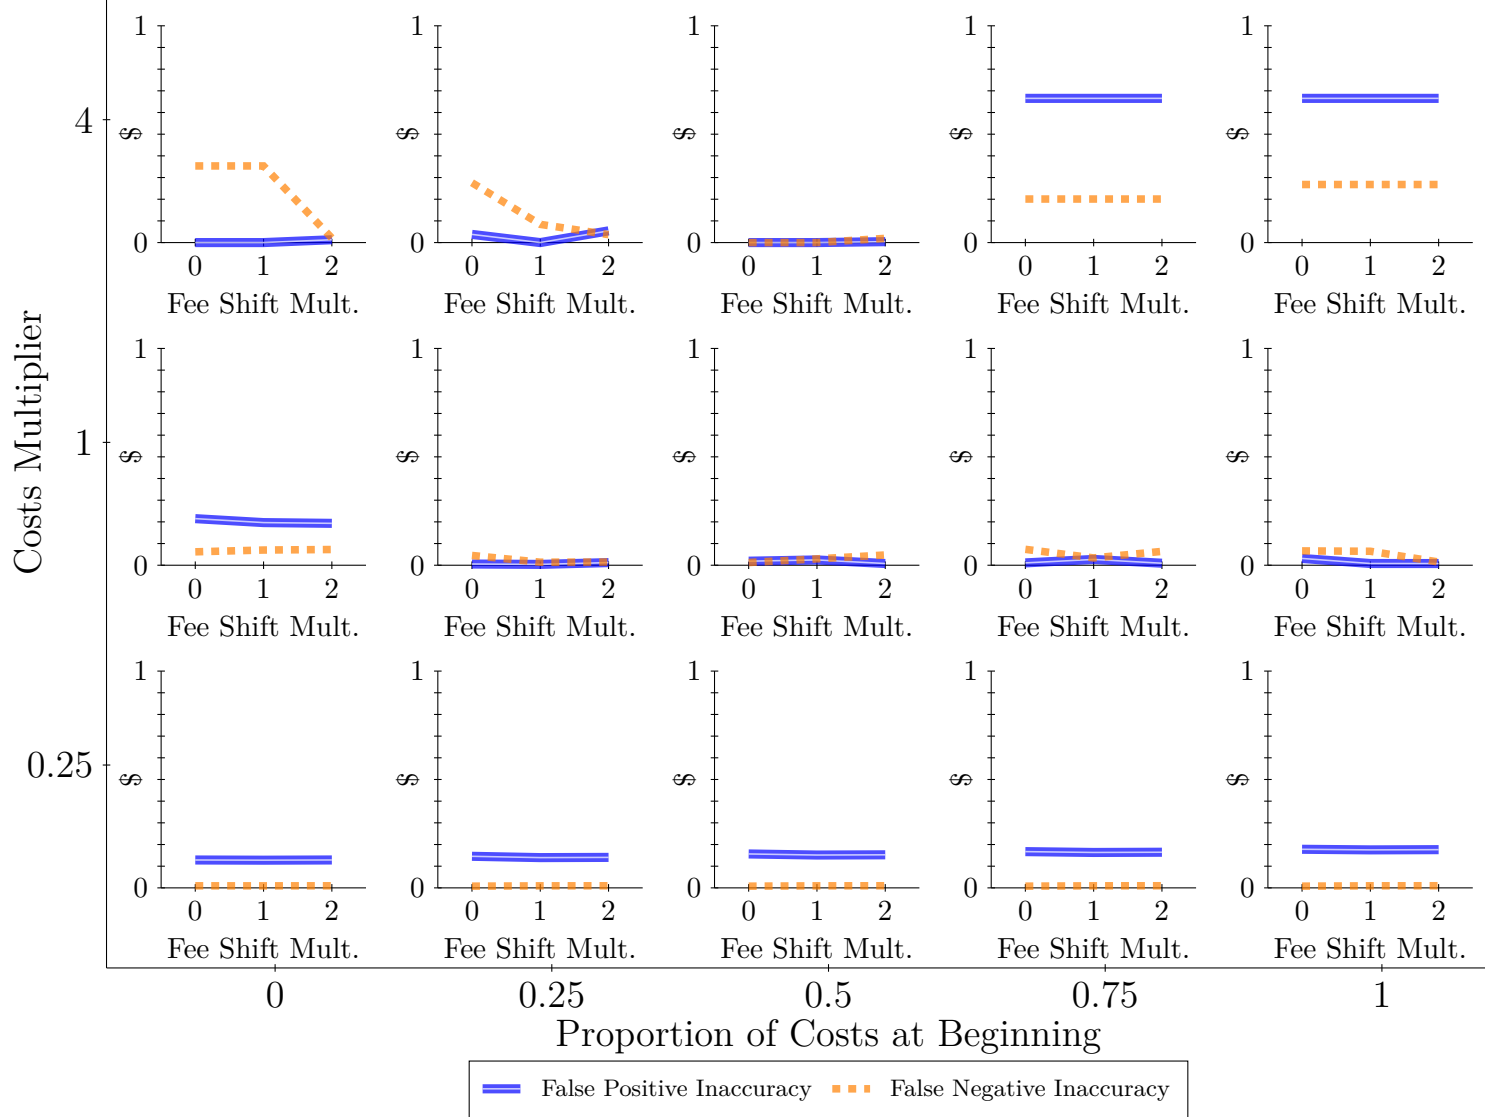 1 1 1 1 1
4 $ $ $ $ $
0 0 0 0 0
0 1 2 0 1 2 0 1 2 0 1 2 0 1 2
Fee Shift Mult. Fee Shift Mult. Fee Shift Mult. Fee Shift Mult. Fee Shift Mult.
Costs Multiplier
1 1 1 1 1
1 $ $ $ $ $
0 0 0 0 0
0 1 2 0 1 2 0 1 2 0 1 2 0 1 2
Fee Shift Mult. Fee Shift Mult. Fee Shift Mult. Fee Shift Mult. Fee Shift Mult.
1 1 1 1 1
0.25 $ $ $ $ $
0 0 0 0 0
0 1 2 0 1 2 0 1 2 0 1 2 0 1 2
Fee Shift Mult. Fee Shift Mult. Fee Shift Mult. Fee Shift Mult. Fee Shift Mult.
0 0.25 0.5 0.75 1
Proportion of Costs at Beginning
False Positive Inaccuracy False Negative Inaccuracy